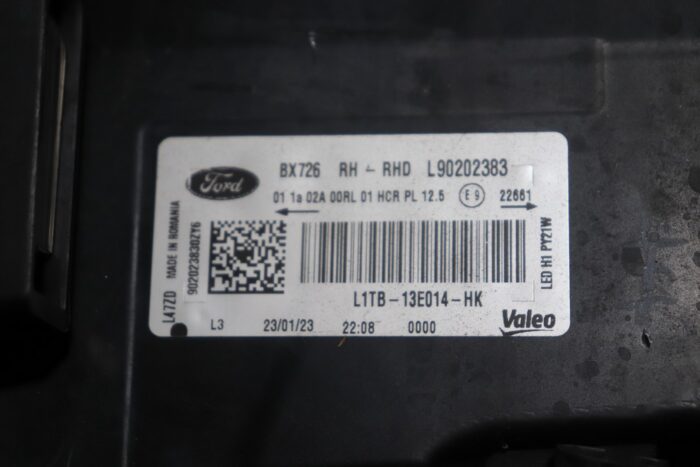 Ford
BX726 RH - RHD L90202383
01 1a 02A 00RL 01 HCR PL 12.5 E9 22661
L47ZD MADE IN ROMANIA
902023830ZY6
LED H1 PY21W
L1TB-13E014-HK
L3 23/01/23 22:08 0000
Valeo